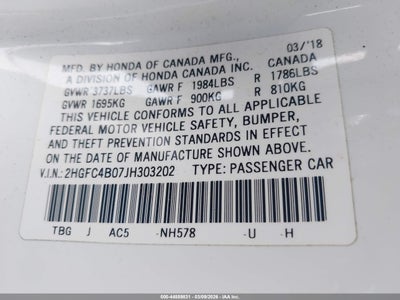 MFD. BY HONDA OF CANADA MFG., CANADA
A DIVISION OF HONDA CANADA INC. 03/'18
GVWR 3737LBS GAWR F 1984LBS R 1786LBS
GVWR 1695KG GAWR F 900KG R 810KG
THIS VEHICLE CONFORMS TO ALL APPLICABLE
FEDERAL MOTOR VEHICLE SAFETY, BUMPER,
AND THEFT PREVENTION STANDARDS IN EFFECT
ON THE DATE OF MANUFACTURE SHOWN ABOVE.
V.I.N.: 2HGFC4B07JH303202 TYPE: PASSENGER CAR
TBG J AC5 -NH578 -U H